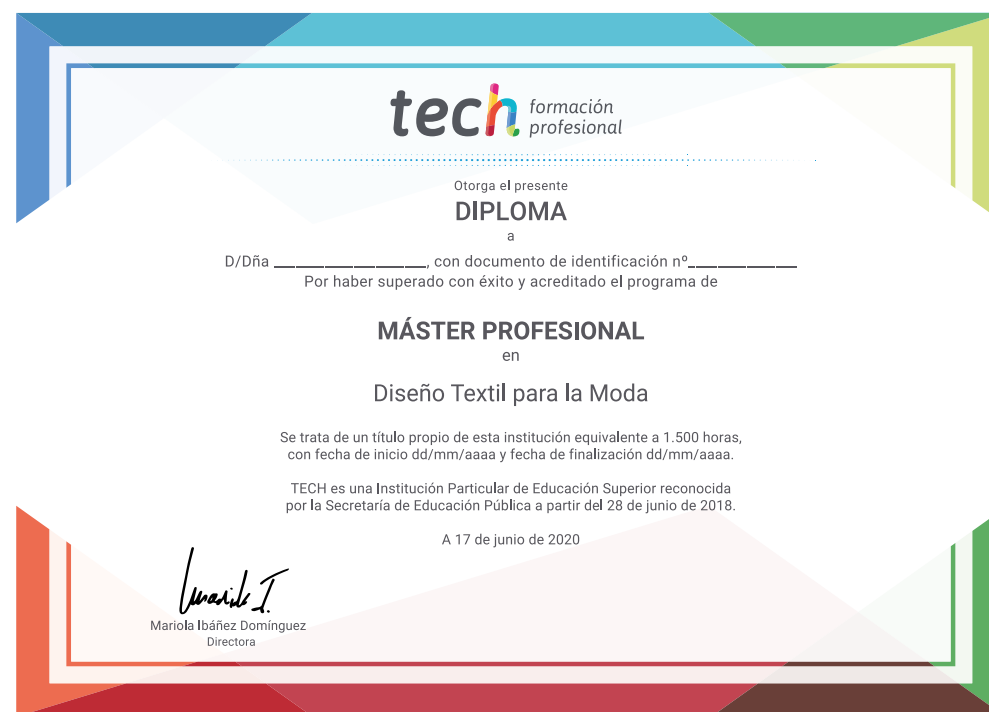 tech formación
profesional
Otorga el presente
DIPLOMA
a
D/Dña ________________, con documento de identificación nº___________
Por haber superado con éxito y acreditado el programa de
MÁSTER PROFESIONAL
en
Diseño Textil para la Moda
Se trata de un título propio de esta institución equivalente a 1.500 horas,
con fecha de inicio dd/mm/aaaa y fecha de finalización dd/mm/aaaa.
TECH es una Institución Particular de Educación Superior reconocida
por la Secretaría de Educación Pública a partir del 28 de junio de 2018.
A 17 de junio de 2020
Mariola Ibáñez Domínguez
Directora